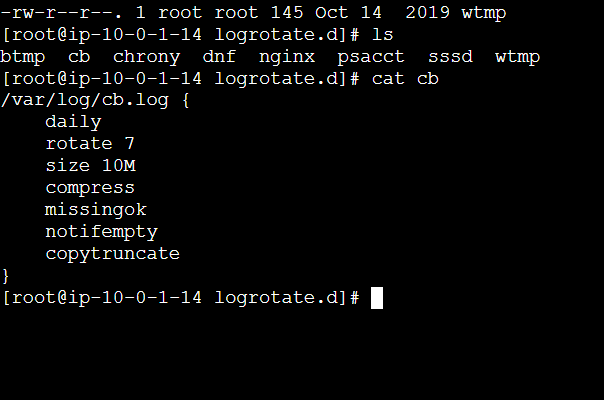 -rw-r--r--. 1 root root 145 Oct 14  2019 wtmp
[root@ip-10-0-1-14 logrotate.d]# ls
btmp  cb  chrony  dnf  nginx  psacct  sssd  wtmp
[root@ip-10-0-1-14 logrotate.d]# cat cb
/var/log/cb.log {
    daily
    rotate 7
    size 10M
    compress
    missingok
    notifempty
    copytruncate
}
[root@ip-10-0-1-14 logrotate.d]#